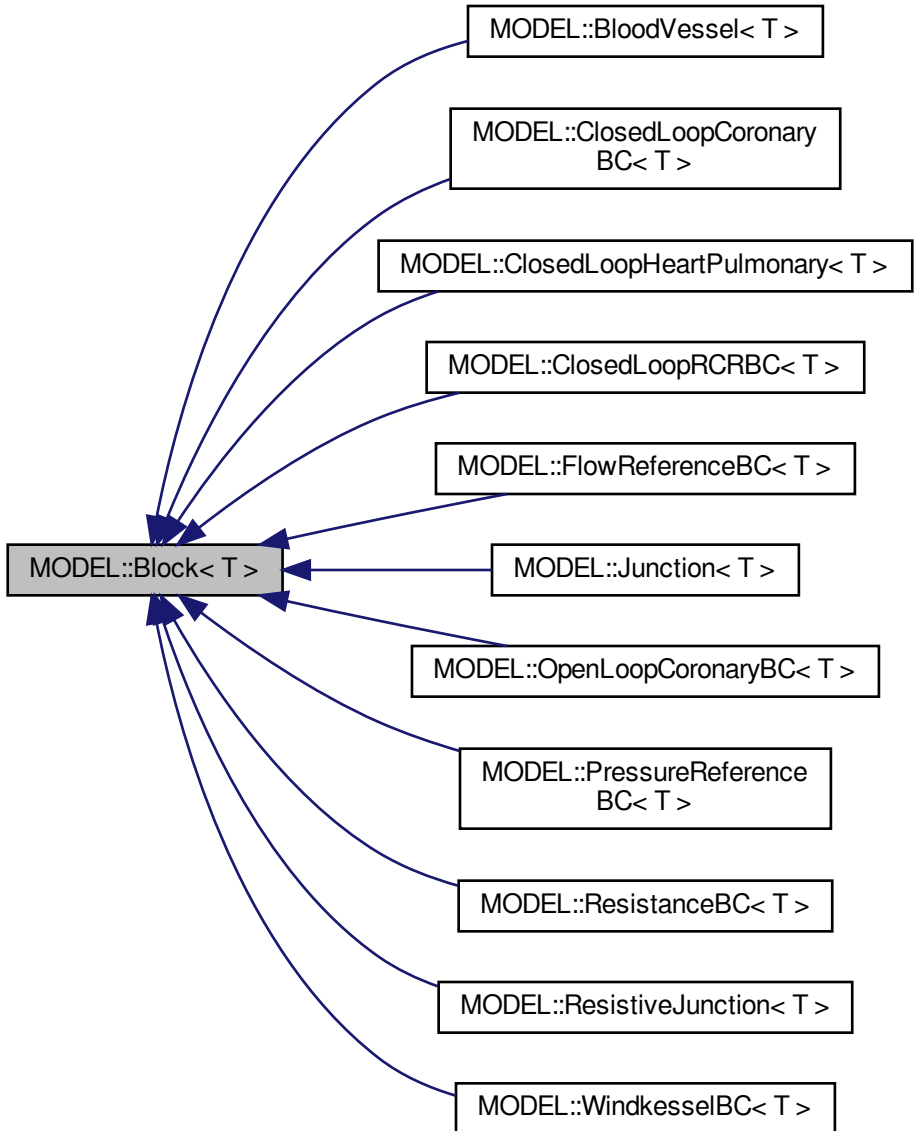 MODEL::BloodVessel< T >
MODEL::ClosedLoopCoronary
BC< T >
MODEL::ClosedLoopHeartPulmonary< T >
MODEL::ClosedLoopRCRBC< T >
MODEL::FlowReferenceBC< T >
MODEL::Block< T >
MODEL::Junction< T >
MODEL::OpenLoopCoronaryBC< T >
MODEL::PressureReference
BC< T >
MODEL::ResistanceBC< T >
MODEL::ResistiveJunction< T >
MODEL::WindkesselBC< T >